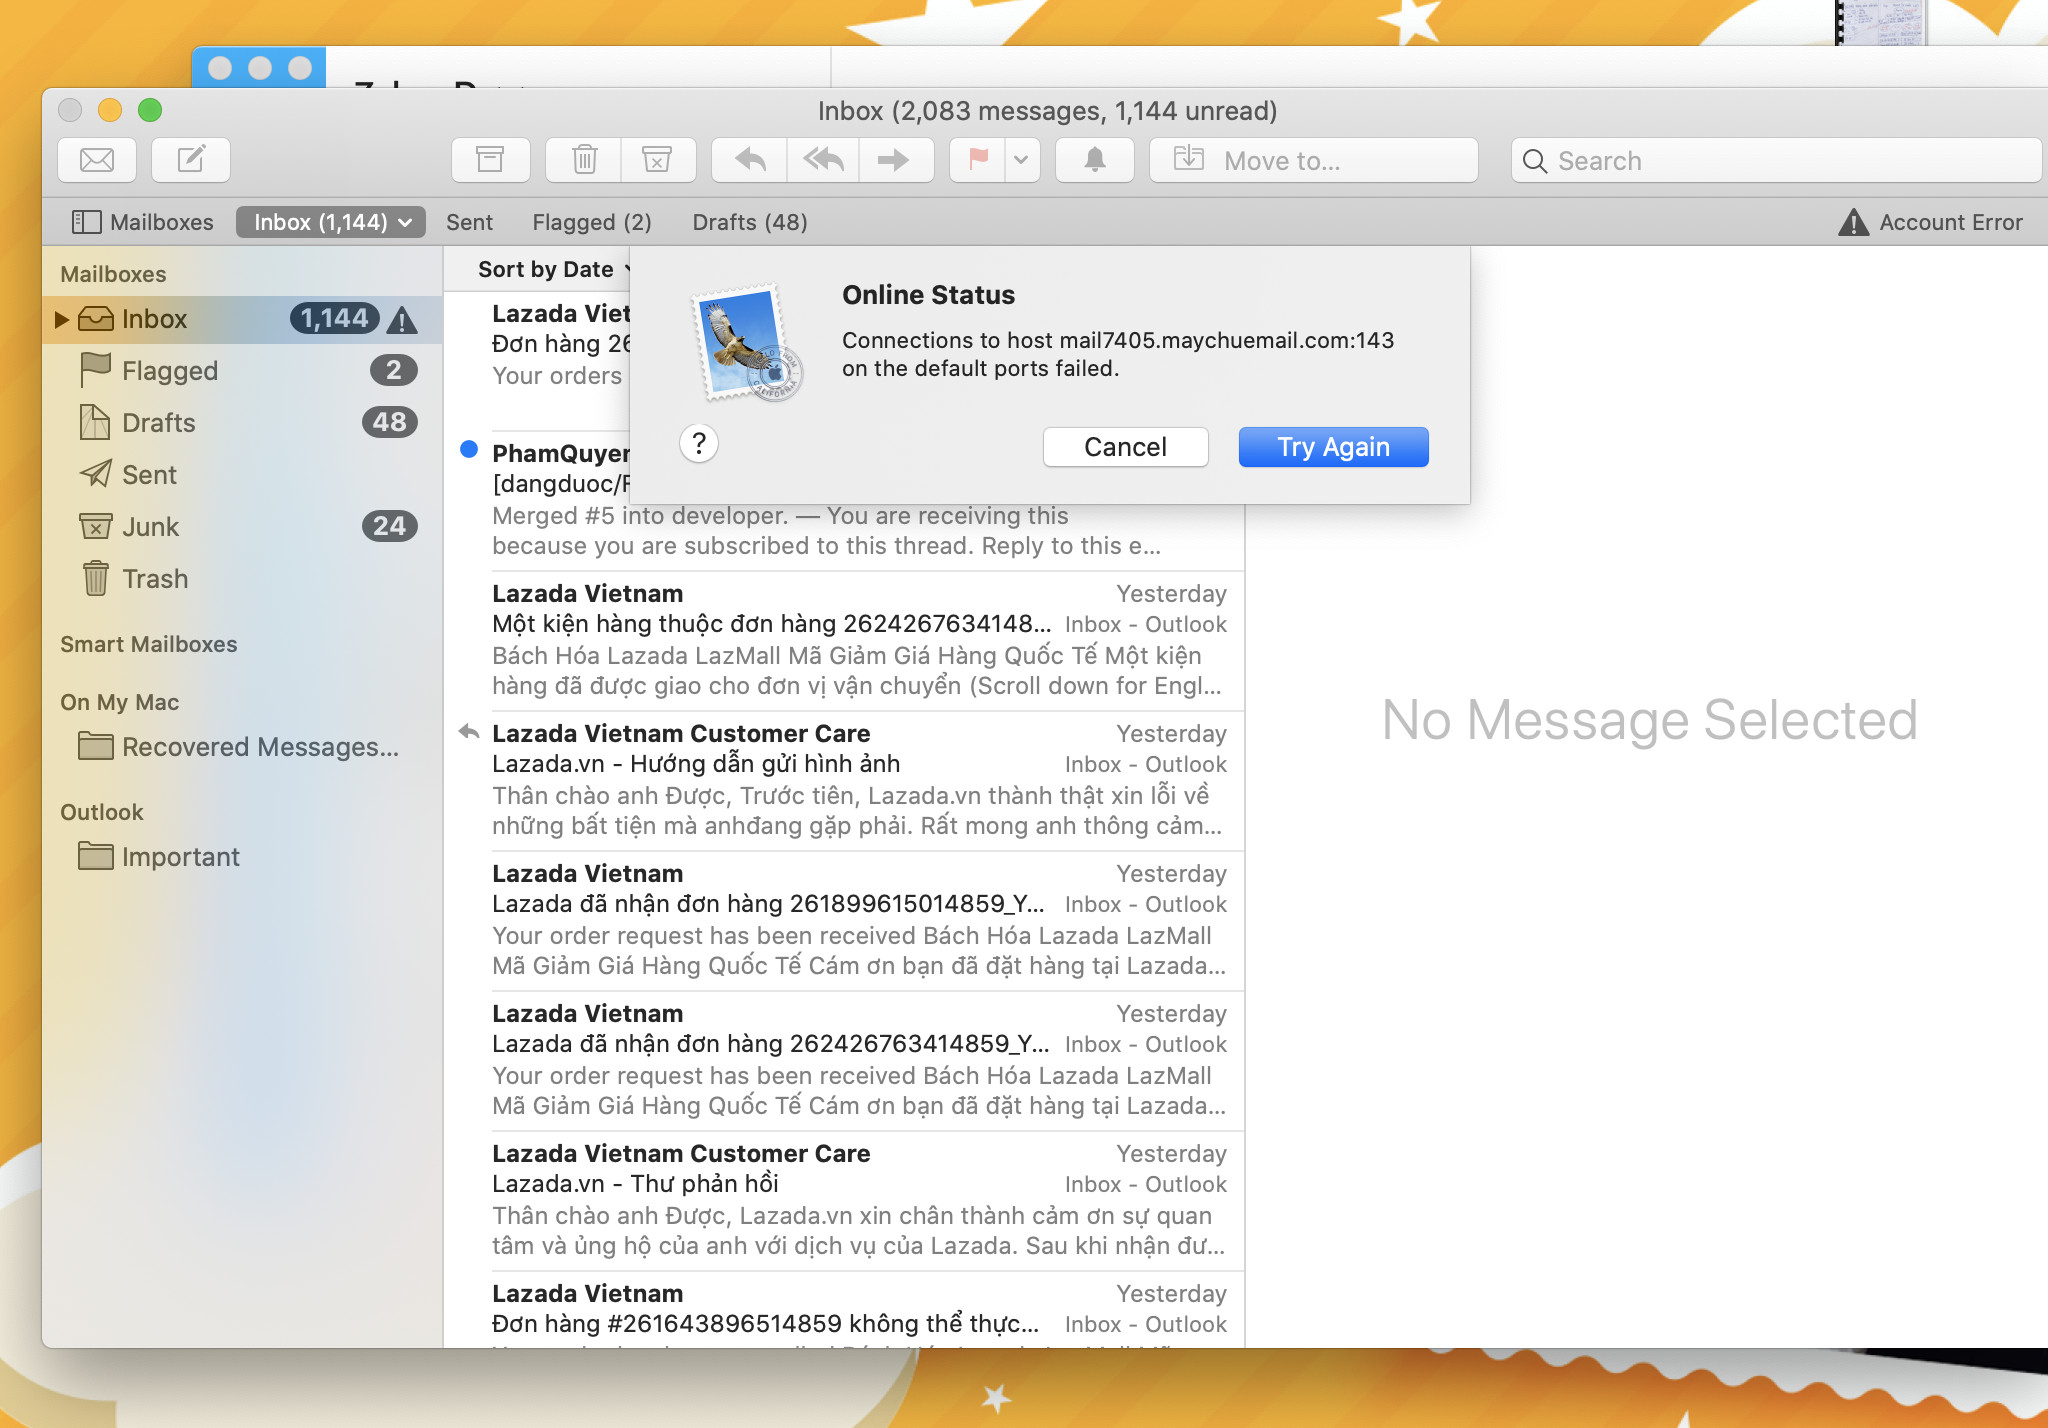 Inbox (2,083 messages, 1,144 unread)
Move to...
Search
Mailboxes
Inbox (1,144)
Sent
Flagged (2)
Drafts (48)
Account Error
Mailboxes
Inbox
1,144
Flagged
2
Drafts
48
Sent
Junk
24
Trash
Smart Mailboxes
On My Mac
Recovered Messages...
Outlook
Important
Sort by Date
Online Status
Connections to host mail7405.maychuemail.com:143
on the default ports failed.
?
Cancel
Try Again
Lazada Viet
Đơn hàng 26
Your orders
PhamQuyen
[dangduoc/F
Merged #5 into developer. — You are receiving this
because you are subscribed to this thread. Reply to this e...
Lazada Vietnam
Yesterday
Một kiện hàng thuộc đơn hàng 2624267634148...
Inbox - Outlook
Bách Hóa Lazada LazMall Mã Giảm Giá Hàng Quốc Tế Một kiện
hàng đã được giao cho đơn vị vận chuyển (Scroll down for Engl...
Lazada Vietnam Customer Care
Yesterday
Lazada.vn - Hướng dẫn gửi hình ảnh
Inbox - Outlook
Thân chào anh Được, Trước tiên, Lazada.vn thành thật xin lỗi về
những bất tiện mà anhđang gặp phải. Rất mong anh thông cảm...
Lazada Vietnam
Yesterday
Lazada đã nhận đơn hàng 261899615014859_Y...
Inbox - Outlook
Your order request has been received Bách Hóa Lazada LazMall
Mã Giảm Giá Hàng Quốc Tế Cám ơn bạn đã đặt hàng tại Lazada...
Lazada Vietnam
Yesterday
Lazada đã nhận đơn hàng 262426763414859_Y...
Inbox - Outlook
Your order request has been received Bách Hóa Lazada LazMall
Mã Giảm Giá Hàng Quốc Tế Cám ơn bạn đã đặt hàng tại Lazada...
Lazada Vietnam Customer Care
Yesterday
Lazada.vn - Thư phản hồi
Inbox - Outlook
Thân chào anh Được, Lazada.vn xin chân thành cảm ơn sự quan
tâm và ủng hộ của anh với dịch vụ của Lazada. Sau khi nhận đư...
Lazada Vietnam
Yesterday
Đơn hàng #261643896514859 không thể thực...
Inbox - Outlook
No Message Selected